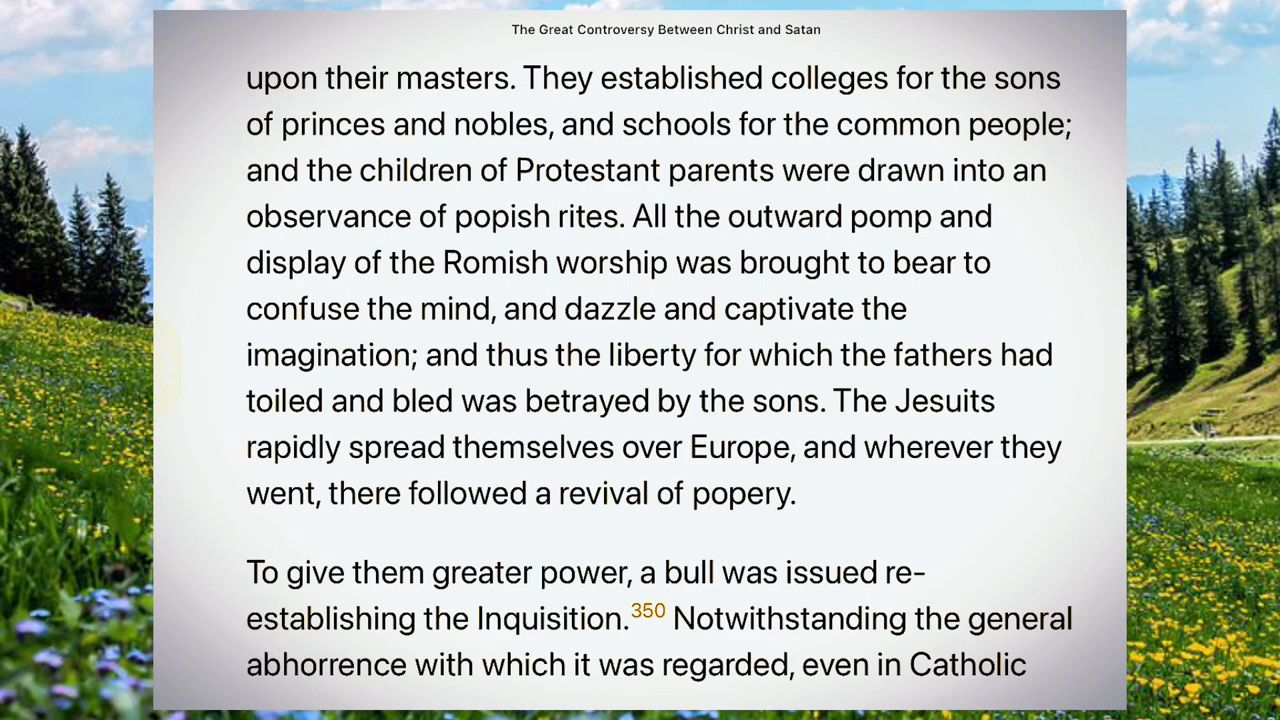 The Great Controversy Between Christ and Satan
upon their masters. They established colleges for the sons
of princes and nobles, and schools for the common people;
and the children of Protestant parents were drawn into an
observance of popish rites. All the outward pomp and
display of the Romish worship was brought to bear to
confuse the mind, and dazzle and captivate the
imagination; and thus the liberty for which the fathers had
toiled and bled was betrayed by the sons. The Jesuits
rapidly spread themselves over Europe, and wherever they
went, there followed a revival of popery.
To give them greater power, a bull was issued re-
establishing the Inquisition.350 Notwithstanding the general
abhorrence with which it was regarded, even in Catholic